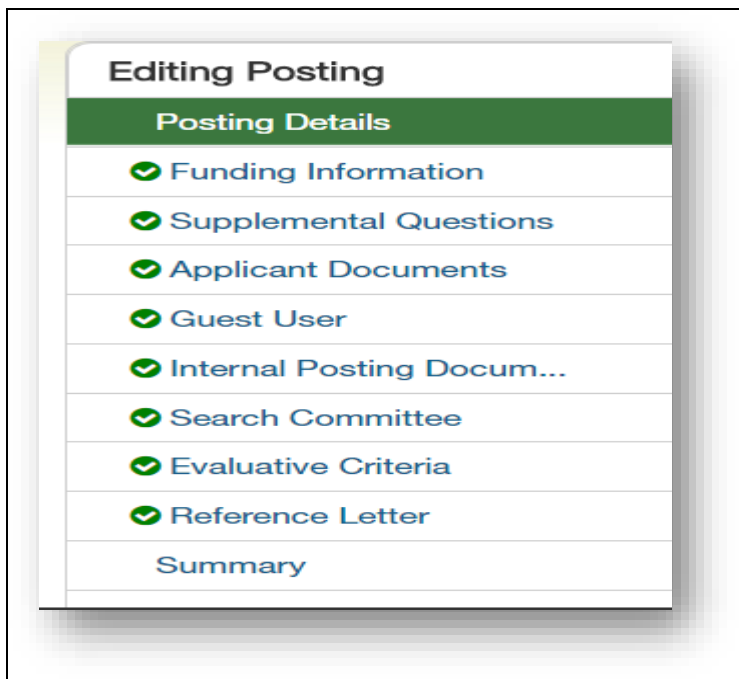 Editing Posting
Posting Details
Funding Information
Supplemental Questions
Applicant Documents
Guest User
Internal Posting Docum...
Search Committee
Evaluative Criteria
Reference Letter
Summary